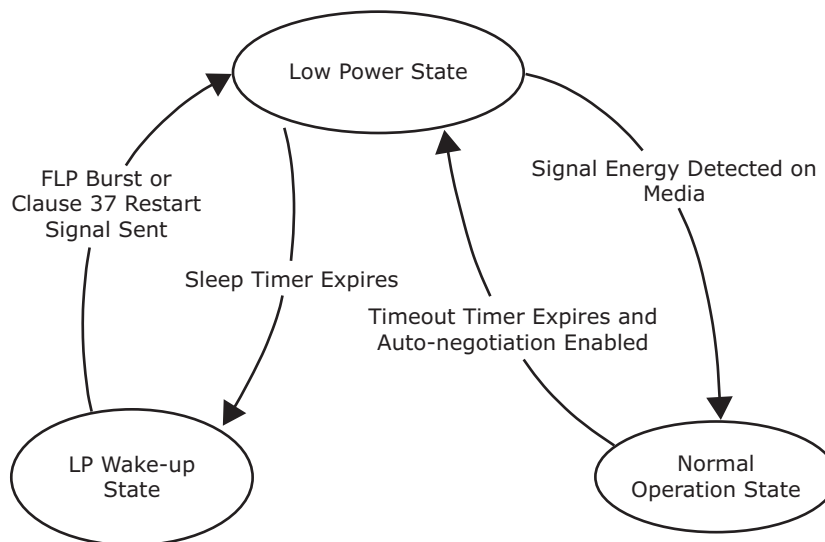 Low Power State
FLP Burst or
Clause 37 Restart
Signal Sent
Signal Energy Detected on
Media
Sleep Timer Expires
Timeout Timer Expires and
Auto-negotiation Enabled
LP Wake-up
State
Normal
Operation State